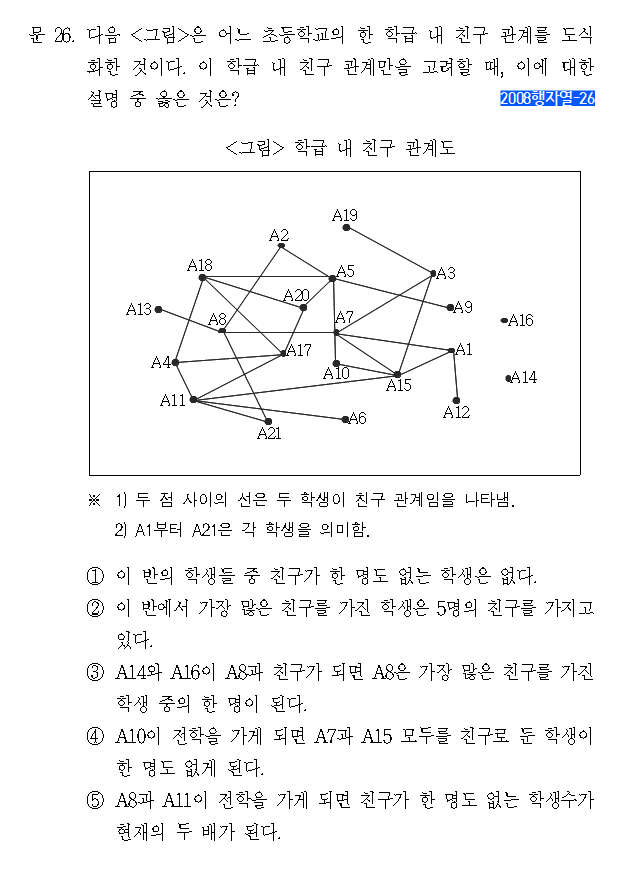 문 26. 다음 <그림>은 어느 초등학교의 한 학급 내 친구 관계를 도식
화한 것이다. 이 학급 내 친구 관계만을 고려할 때, 이에 대한
설명 중 옳은 것은?
2008행자열-26
<그림> 학급 내 친구 관계도
A19
A2
A18
A5
A3
A20
A13
A9
A8
A7
A16
A17
A1
A4
A10
A15
A14
A11
A12
A6
A21
※ 1) 두 점 사이의 선은 두 학생이 친구 관계임을 나타냄.
2) A1부터 A21은 각 학생을 의미함.
① 이 반의 학생들 중 친구가 한 명도 없는 학생은 없다.
② 이 반에서 가장 많은 친구를 가진 학생은 5명의 친구를 가지고
있다.
③ A14와 A16이 A8과 친구가 되면 A8은 가장 많은 친구를 가진
학생 중의 한 명이 된다.
④ A10이 전학을 가게 되면 A7과 A15 모두를 친구로 둔 학생이
한 명도 없게 된다.
⑤ A8과 A11이 전학을 가게 되면 친구가 한 명도 없는 학생수가
현재의 두 배가 된다.